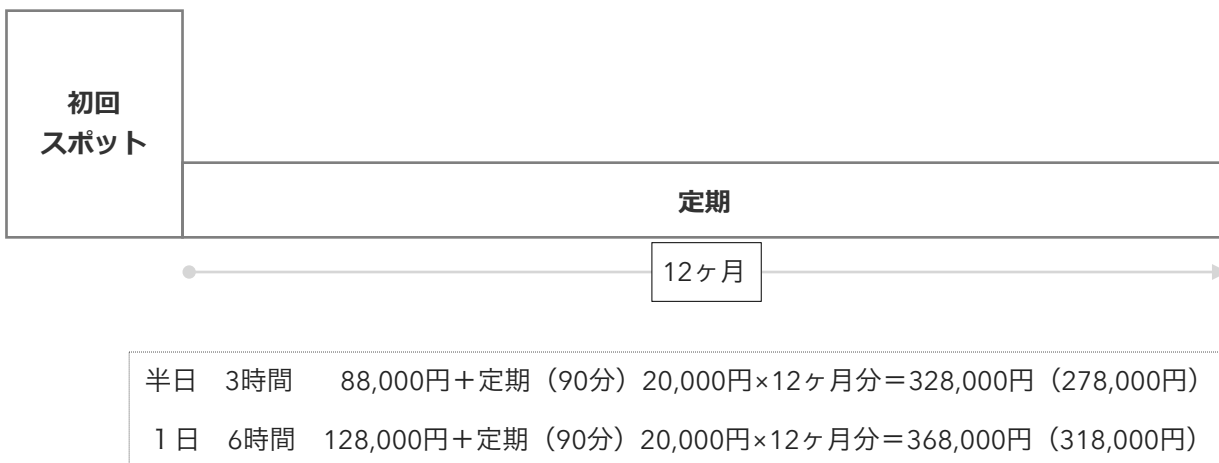 初回
スポット
定期
12ヶ月
半日　3時間　　88,000円＋定期（90分）20,000円×12ヶ月分＝328,000円（278,000円）
１日　6時間　128,000円＋定期（90分）20,000円×12ヶ月分＝368,000円（318,000円）